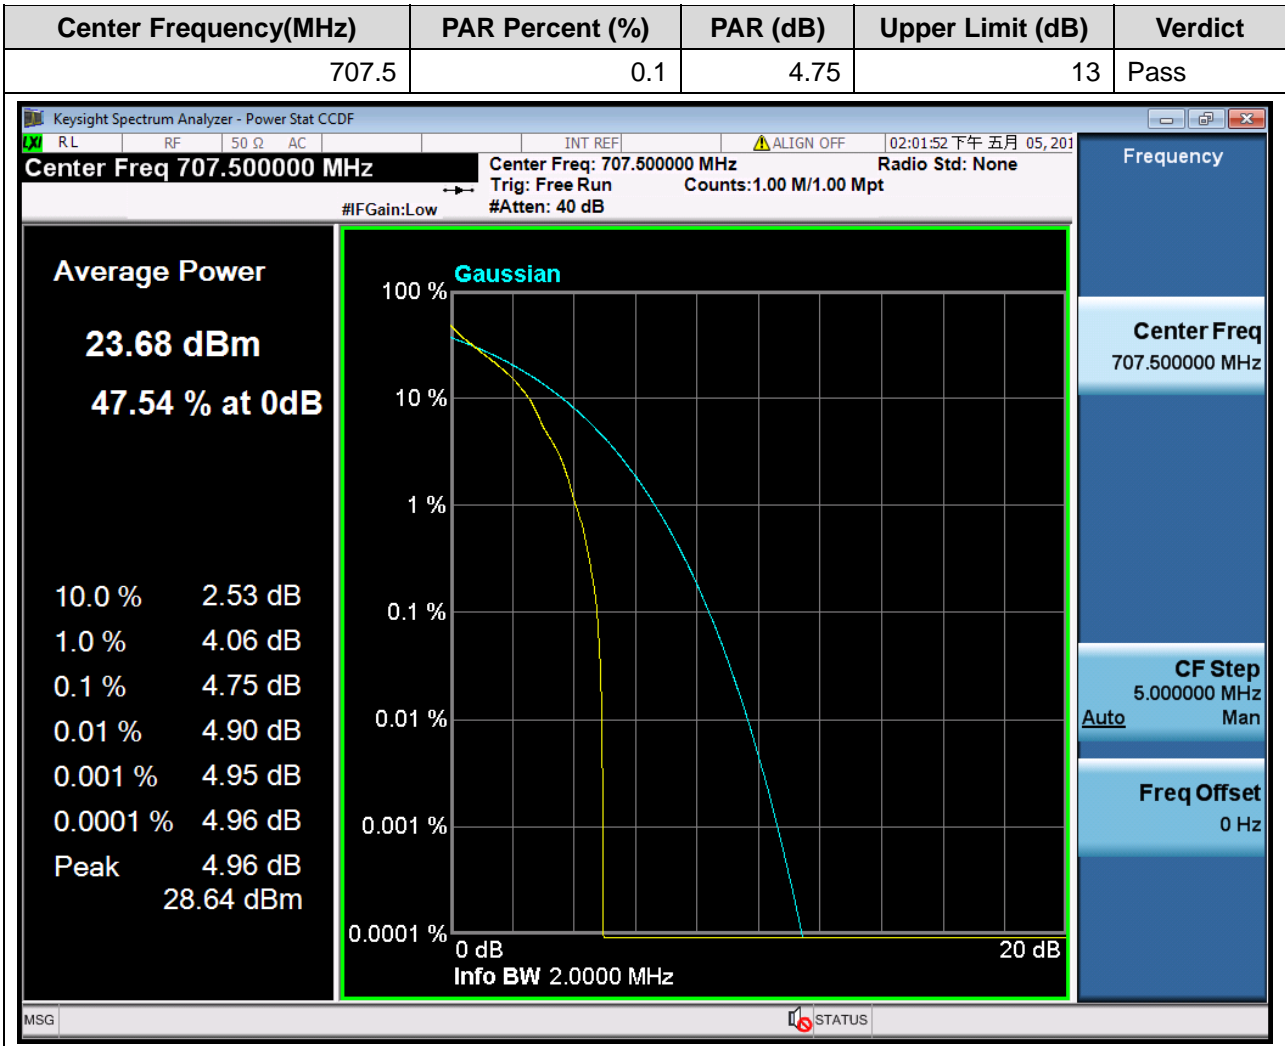 Center Frequency(MHz) PAR Percent (%) PAR (dB) Upper Limit (dB) Verdict
707.5 0.1 4.75 13 Pass
Keysight Spectrum Analyzer - Power Stat CCDF
LXI RL RF 50 Ω AC INT REF ALIGN OFF 02:01:52 下午 五月 05, 201
Center Freq 707.500000 MHz
Center Freq: 707.500000 MHz Radio Std: None
Trig: Free Run Counts:1.00 M/1.00 Mpt
#IFGain:Low #Atten: 40 dB
Average Power
23.68 dBm
47.54 % at 0dB
10.0 % 2.53 dB
1.0 % 4.06 dB
0.1 % 4.75 dB
0.01 % 4.90 dB
0.001 % 4.95 dB
0.0001 % 4.96 dB
Peak 4.96 dB
28.64 dBm
Gaussian
100 %
10 %
1 %
0.1 %
0.01 %
0.001 %
0.0001 %
0 dB 20 dB
Info BW 2.0000 MHz
Frequency
Center Freq
707.500000 MHz
CF Step
5.000000 MHz
Auto Man
Freq Offset
0 Hz
MSG STATUS